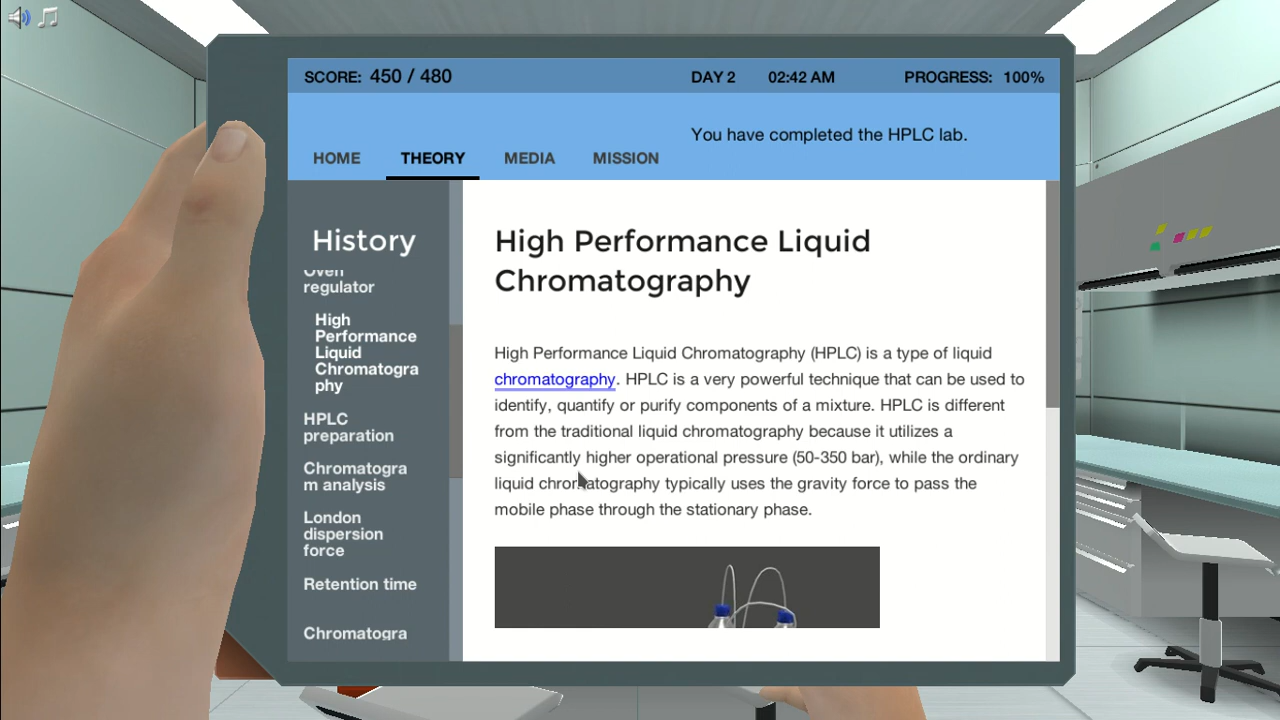 SCORE: 450 / 480
DAY 2
02:42 AM
PROGRESS: 100%
You have completed the HPLC lab.
HOME
THEORY
MEDIA
MISSION
History
Oven
regulator
High
Performance
Liquid
Chromatogra
phy
HPLC
preparation
Chromatogra
m analysis
London
dispersion
force
Retention time
Chromatogra
High Performance Liquid
Chromatography
High Performance Liquid Chromatography (HPLC) is a type of liquid
chromatography. HPLC is a very powerful technique that can be used to
identify, quantify or purify components of a mixture. HPLC is different
from the traditional liquid chromatography because it utilizes a
significantly higher operational pressure (50-350 bar), while the ordinary
liquid chromatography typically uses the gravity force to pass the
mobile phase through the stationary phase.